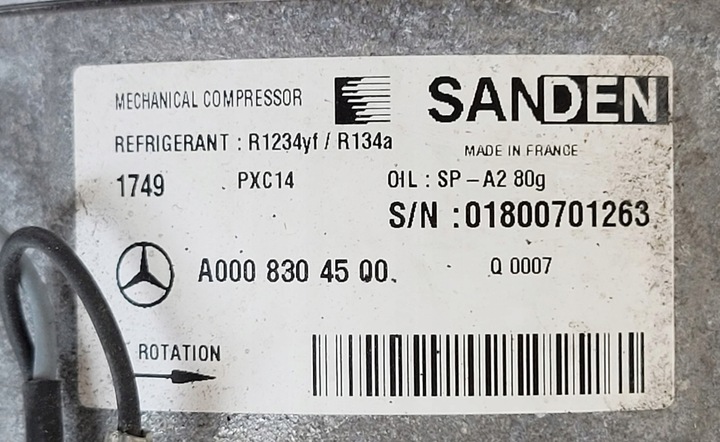 MECHANICAL COMPRESSOR SANDEN
REFRIGERANT : R1234yf / R134a MADE IN FRANCE
1749 PXC14 OIL : SP-A2 80g
S/N :01800701263
A000 830 45 00. Q 0007
ROTATION